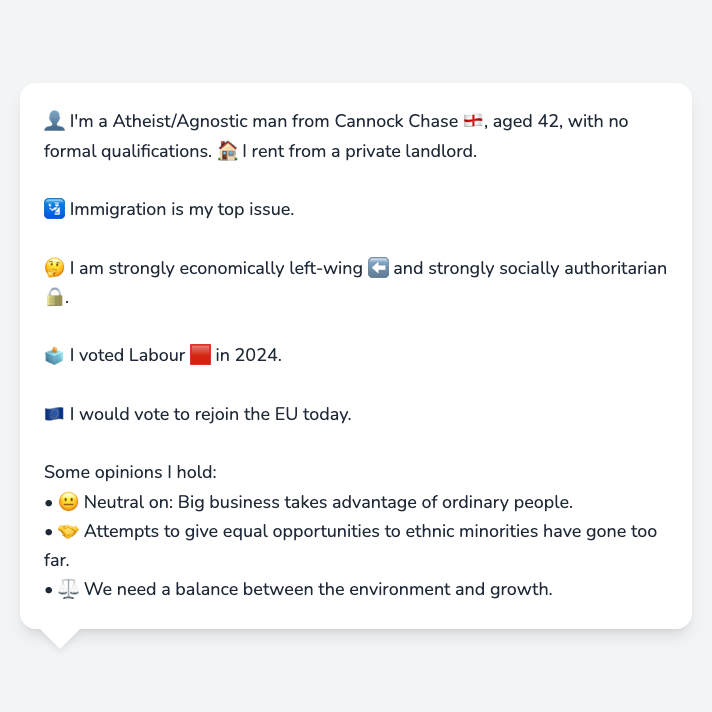 👤 I'm a Atheist/Agnostic man from Cannock Chase 🏴󠁧󠁢󠁥󠁮󠁧󠁿, aged 42, with no
formal qualifications. 🏠 I rent from a private landlord.
🛂 Immigration is my top issue.
🤔 I am strongly economically left-wing ⬅️ and strongly socially authoritarian
🔒.
🗳️ I voted Labour 🟥 in 2024.
🇪🇺 I would vote to rejoin the EU today.
Some opinions I hold:
• 😐 Neutral on: Big business takes advantage of ordinary people.
• 🤝 Attempts to give equal opportunities to ethnic minorities have gone too
far.
• ⚖️ We need a balance between the environment and growth.